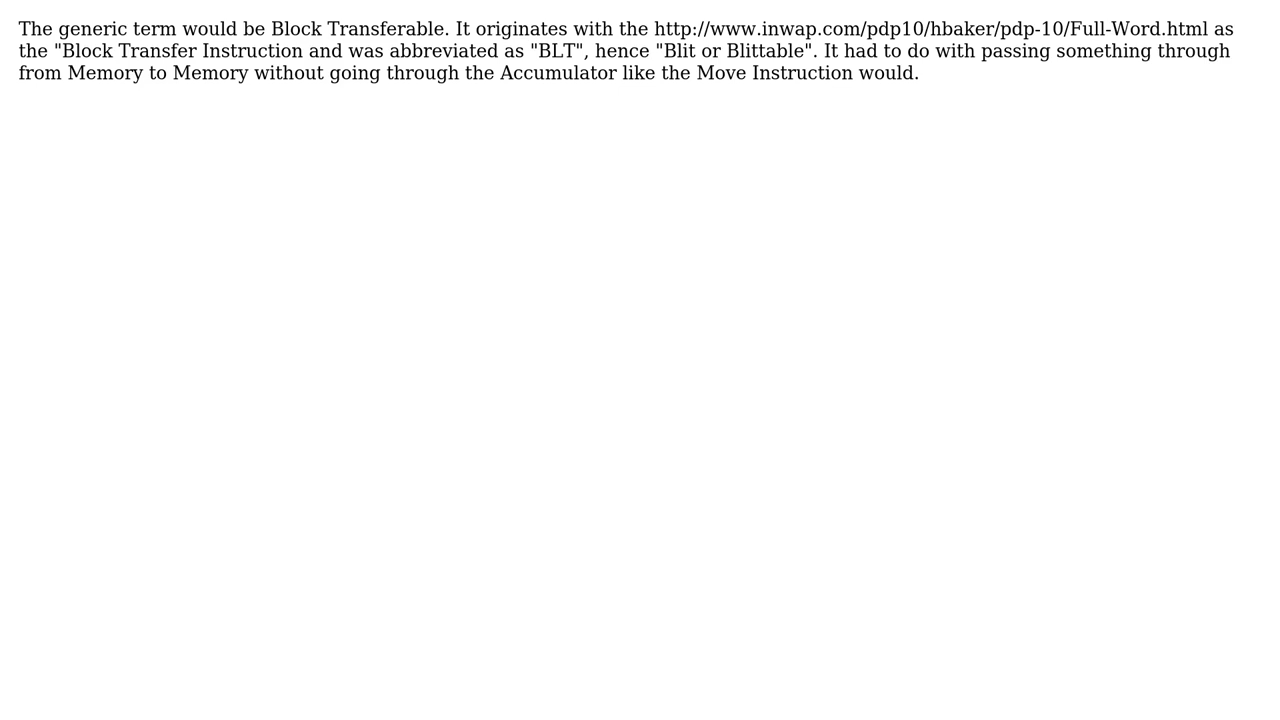 The generic term would be Block Transferable. It originates with the http://www.inwap.com/pdp10/hbaker/pdp-10/Full-Word.html as
the "Block Transfer Instruction and was abbreviated as "BLT", hence "Blit or Blittable". It had to do with passing something through
from Memory to Memory without going through the Accumulator like the Move Instruction would.